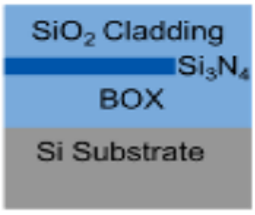 SiO₂ Cladding
Si₃N₄
BOX
Si Substrate